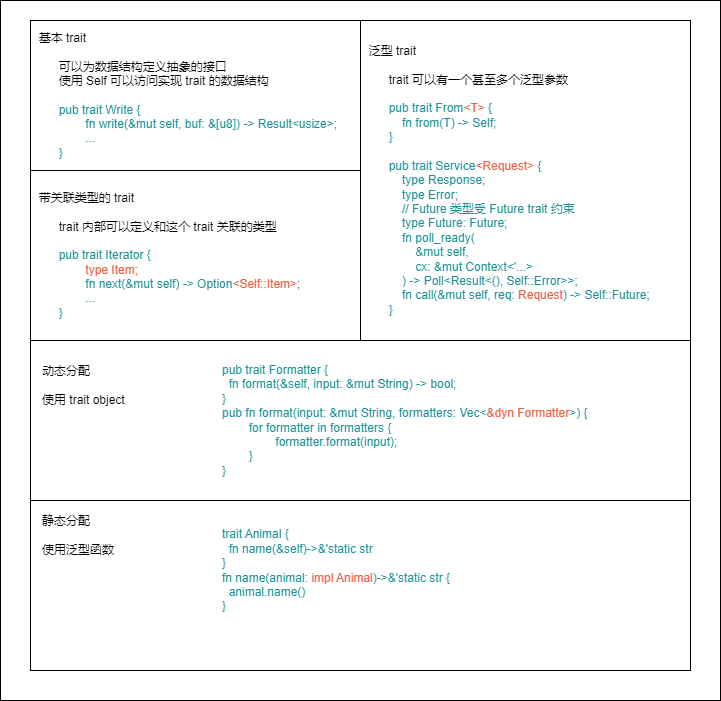 基本 trait
可以为数据结构定义抽象的接口
使用 Self 可以访问实现 trait 的数据结构
pub trait Write {
fn write(&mut self, buf: &[u8]) -> Result<usize>;
...
}
带关联类型的 trait
trait 内部可以定义和这个 trait 关联的类型
pub trait Iterator {
type Item;
fn next(&mut self) -> Option<Self::Item>;
...
}
泛型 trait
trait 可以有一个甚至多个泛型参数
pub trait From<T> {
fn from(T) -> Self;
}
pub trait Service<Request> {
type Response;
type Error;
// Future 类型受 Future trait 约束
type Future: Future;
fn poll_ready(
&mut self,
cx: &mut Context<'...>
) -> Poll<Result<(), Self::Error>>;
fn call(&mut self, req: Request) -> Self::Future;
}
动态分配
使用 trait object
pub trait Formatter {
fn format(&self, input: &mut String) -> bool;
}
pub fn format(input: &mut String, formatters: Vec<&dyn Formatter>) {
for formatter in formatters {
formatter.format(input);
}
}
静态分配
使用泛型函数
trait Animal {
fn name(&self)->&'static str
}
fn name(animal: impl Animal)->&'static str {
animal.name()
}